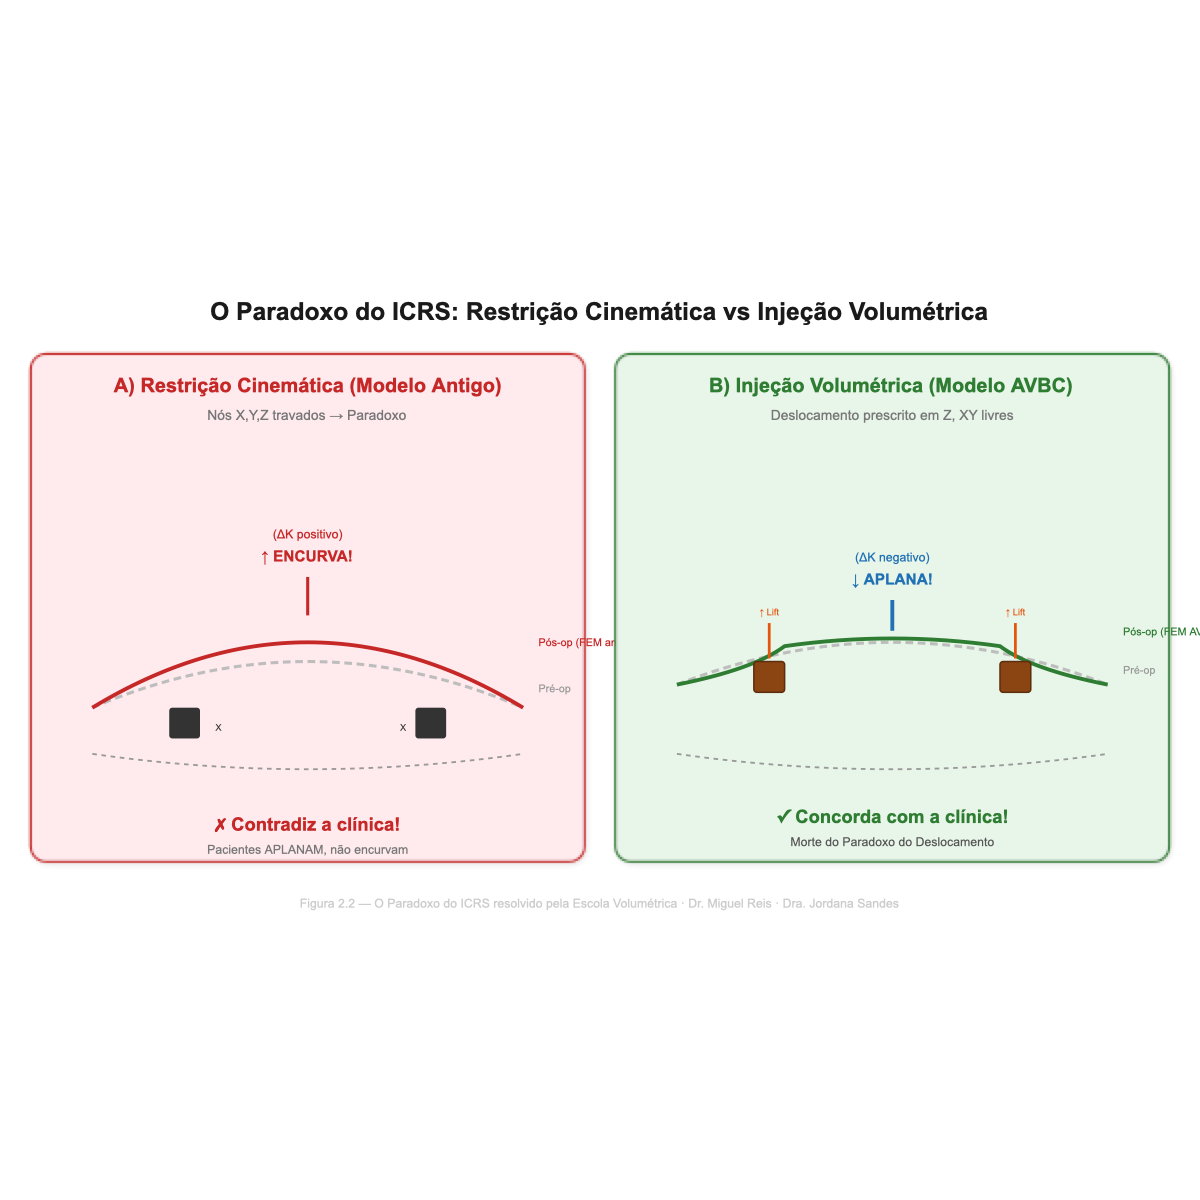 O Paradoxo do ICRS: Restrição Cinemática vs Injeção Volumétrica
A) Restrição Cinemática (Modelo Antigo)
Nós X,Y,Z travados → Paradoxo
(ΔK positivo)
↑ ENCURVA!
Pós-op (FEM an
Pré-op
x
x
✗ Contradiz a clínica!
Pacientes APLANAM, não encurvam
B) Injeção Volumétrica (Modelo AVBC)
Deslocamento prescrito em Z, XY livres
(ΔK negativo)
↓ APLANA!
↑ Lift
↑ Lift
Pós-op (FEM AV
Pré-op
✓ Concorda com a clínica!
Morte do Paradoxo do Deslocamento
Figura 2.2 — O Paradoxo do ICRS resolvido pela Escola Volumétrica · Dr. Miguel Reis · Dra. Jordana Sandes